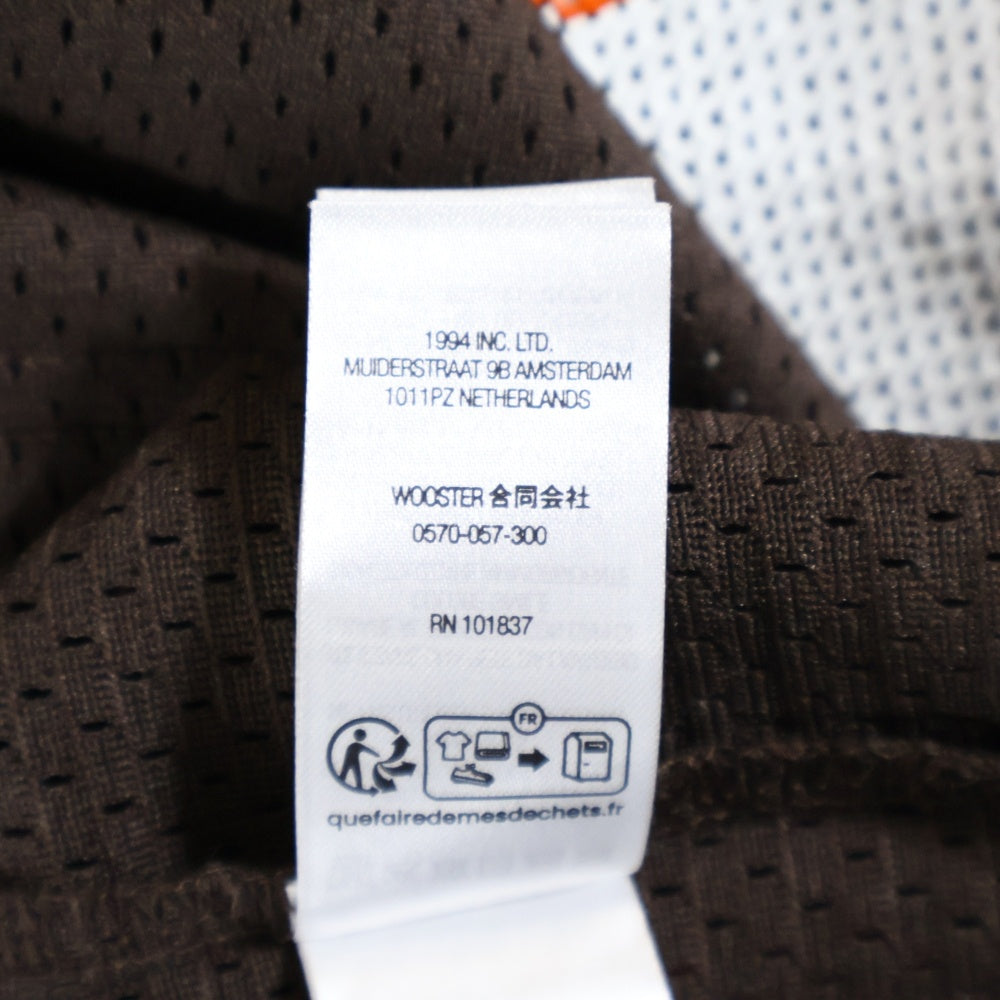 1994 INC. LTD.
MUIDERSTRAAT 9B AMSTERDAM
1011PZ NETHERLANDS
WOOSTER 合同会社
0570-057-300
RN 101837
FR
quefairedemesdechets.fr